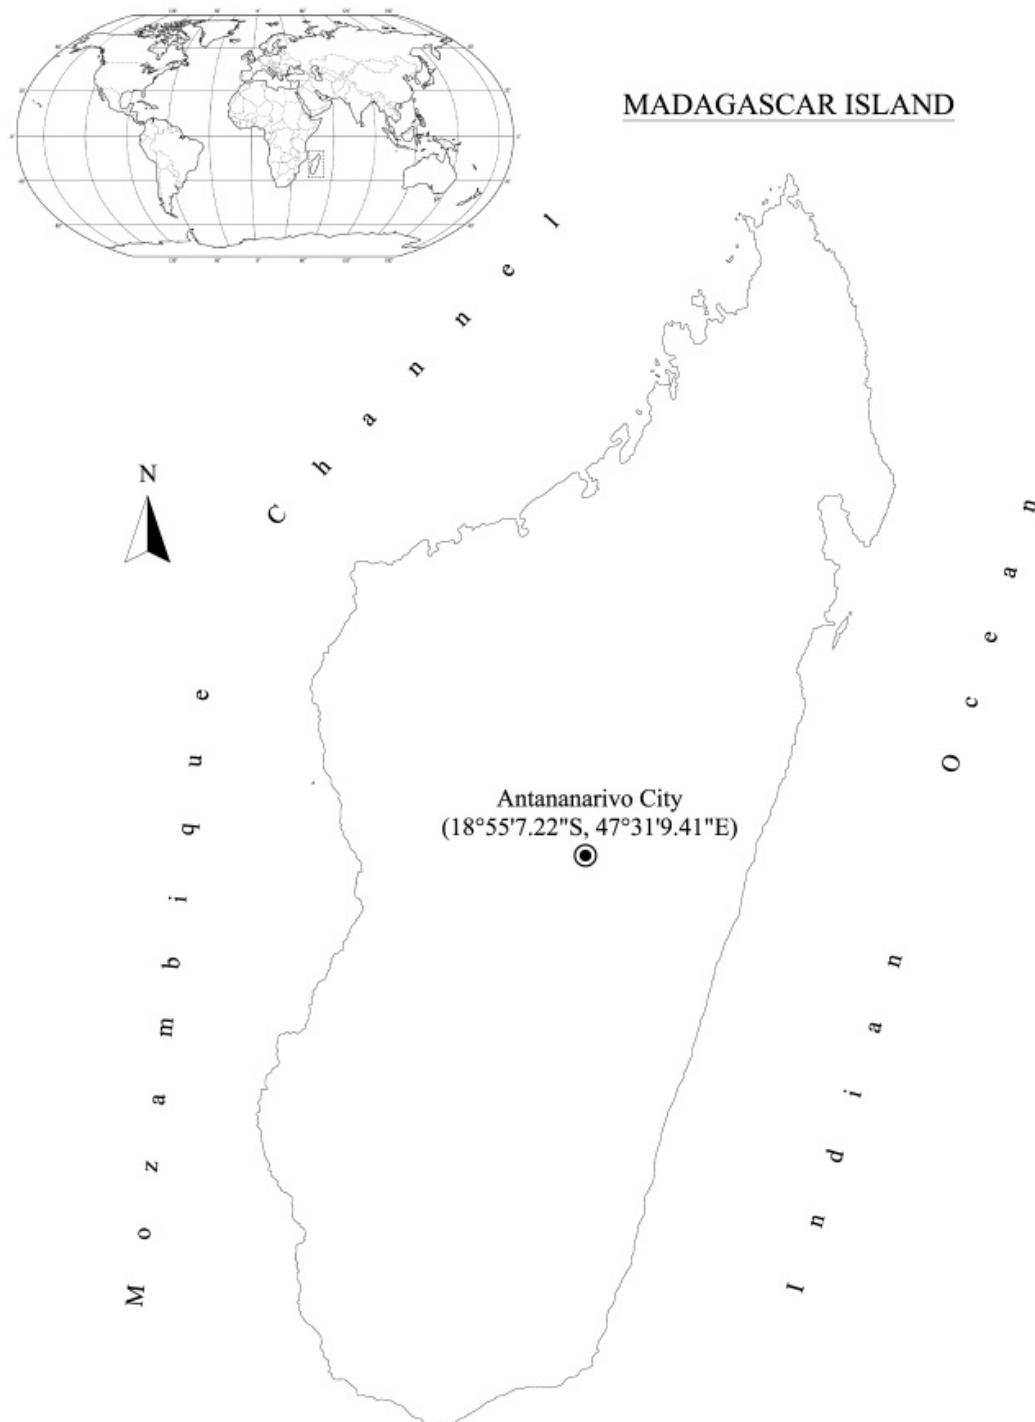 MADAGASCAR ISLAND
N
Mozambique Channel
Antananarivo City
(18°55'7.22"S, 47°31'9.41"E)
Indian Ocean